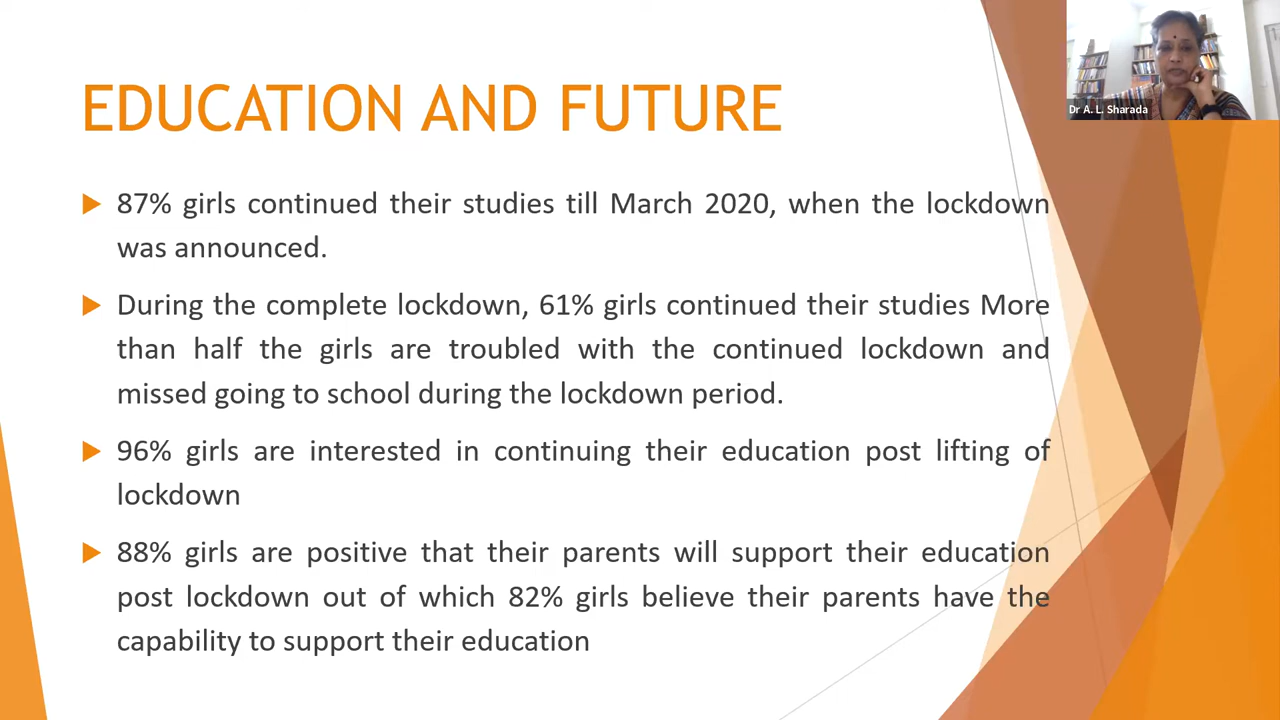 Dr A. L. Sharada
EDUCATION AND FUTURE
87% girls continued their studies till March 2020, when the lockdown
was announced.
During the complete lockdown, 61% girls continued their studies More
than half the girls are troubled with the continued lockdown and
missed going to school during the lockdown period.
96% girls are interested in continuing their education post lifting of
lockdown
88% girls are positive that their parents will support their education
post lockdown out of which 82% girls believe their parents have the
capability to support their education